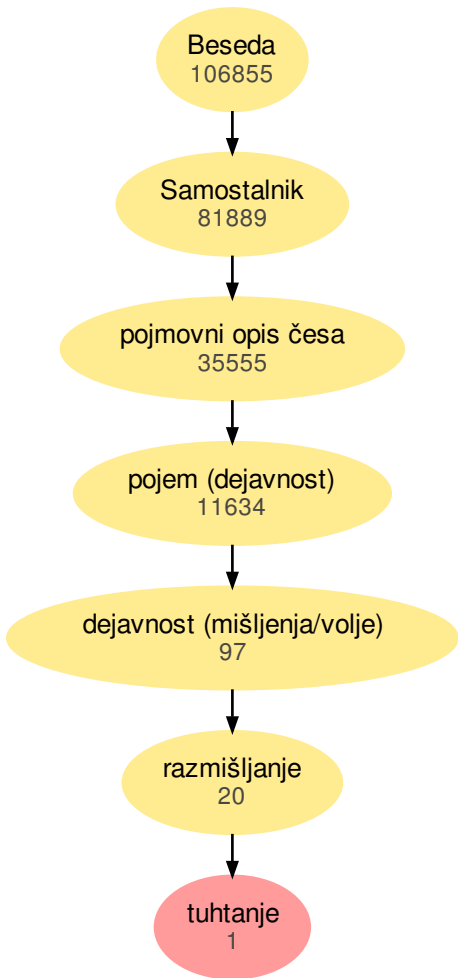 Beseda
106855
Samostalnik
81889
pojmovni opis česa
35555
pojem (dejavnost)
11634
dejavnost (mišljenja/volje)
97
razmišljanje
20
tuhtanje
1